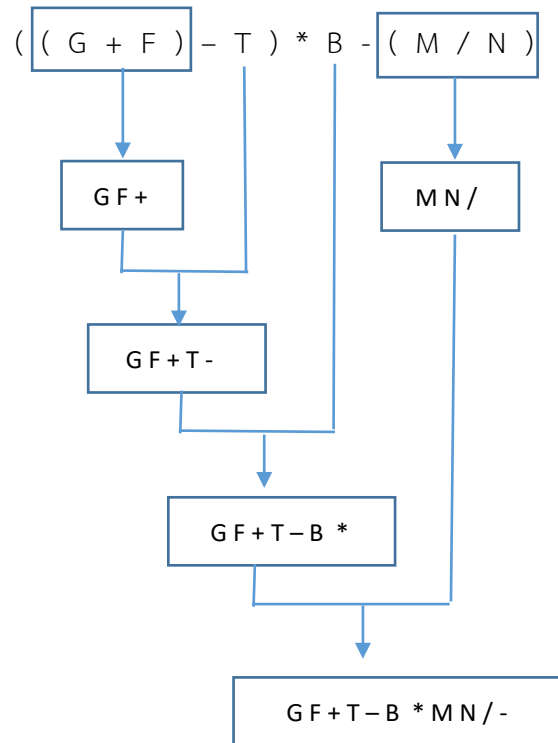 ( ( G + F ) – T ) * B - ( M / N )
G F +
M N /
G F + T -
G F + T – B *
G F + T – B * M N / -